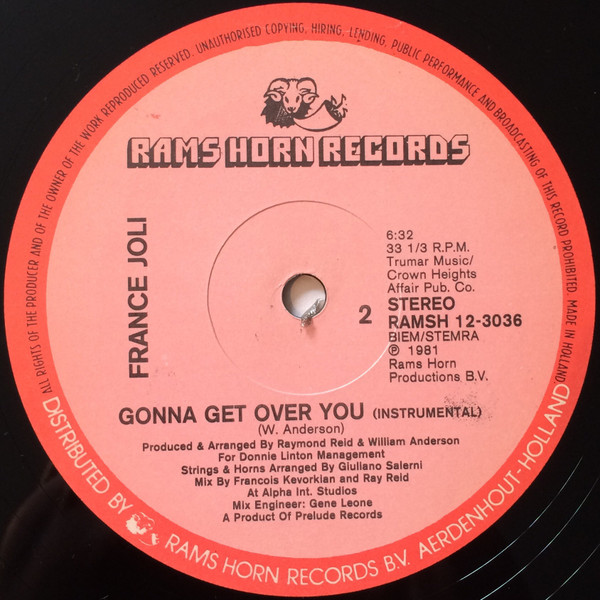 ALL RIGHTS OF THE PRODUCER AND OF THE OWNER OF THE WORK REPRODUCED RESERVED. UNAUTHORISED COPYING, HIRING, LENDING, PUBLIC PERFORMANCE AND BROADCASTING OF THIS RECORD PROHIBITED. MADE IN HOLLAND
RAMS HORN RECORDS
FRANCE JOLI
6:32
33 1/3 R.P.M.
Trumar Music/
Crown Heights
Affair Pub. Co.
2
STEREO
RAMSH 12-3036
BIEM/STEMRA
℗ 1981
Rams Horn
Productions B.V.
GONNA GET OVER YOU (INSTRUMENTAL)
(W. Anderson)
Produced & Arranged By Raymond Reid & William Anderson
For Donnie Linton Management
Strings & Horns Arranged By Giuliano Salerni
Mix By Francois Kevorkian and Ray Reid
At Alpha Int. Studios
Mix Engineer: Gene Leone
A Product Of Prelude Records
DISTRIBUTED BY RAMS HORN RECORDS B.V. AERDENHOUT-HOLLAND